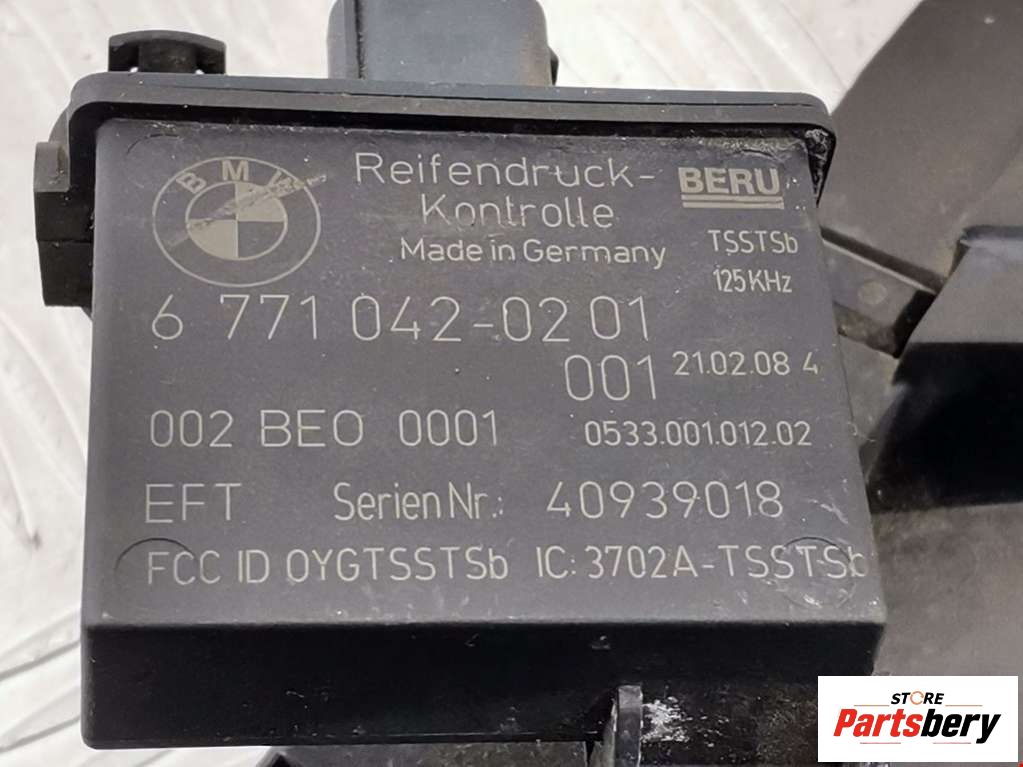 BMW
Reifendruck-
Kontrolle
Made in Germany
BERU
TSSTSb
125KHz
6 771 042-02 01
001 21.02.08 4
002 BEO 0001 0533.001.012.02
EFT Serien Nr.: 40939018
FCC ID OYGTSSTSb IC: 3702A-TSSTSb
STORE
Partsbery